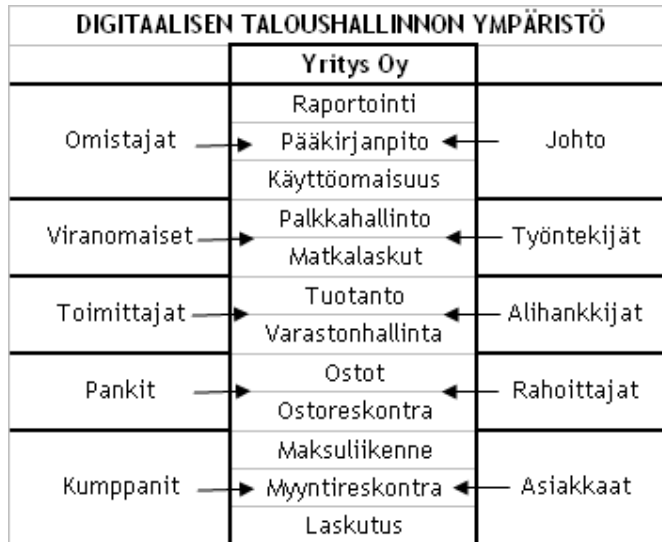 DIGITAALISEN TALOUSHALLINNON YMPÄRISTÖ
Yritys Oy
Raportointi
Omistajat Pääkirjanpito Johto
Käyttöomaisuus
Palkkahallinto
Viranomaiset Työntekijät
Matkalaskut
Tuotanto
Toimittajat Alihankkijat
Varastonhallinta
Ostot
Pankit Rahoittajat
Ostoreskontra
Maksuliikenne
Kumppanit Myyntireskontra Asiakkaat
Laskutus